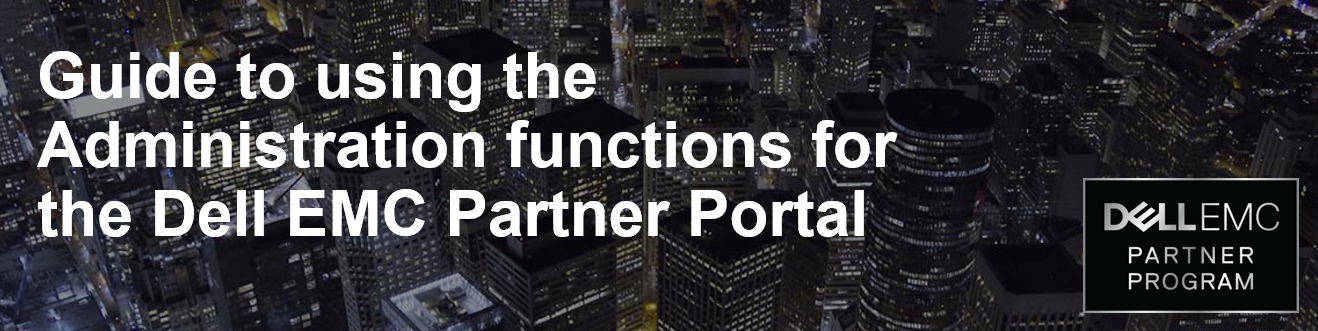 Guide to using the
Administration functions for
the Dell EMC Partner Portal
DELLEMC
PARTNER
PROGRAM